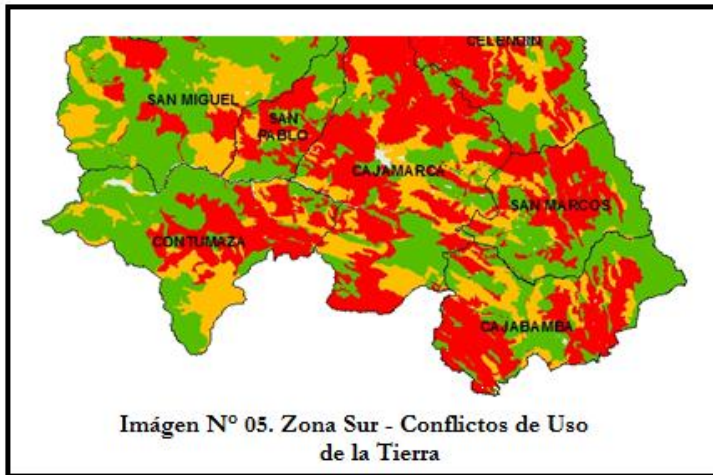 CELENDIN
SAN MIGUEL
SAN
PABLO
CAJAMARCA
SAN MARCOS
CONTUMAZA
CAJABAMBA
Imágen N° 05. Zona Sur - Conflictos de Uso
de la Tierra